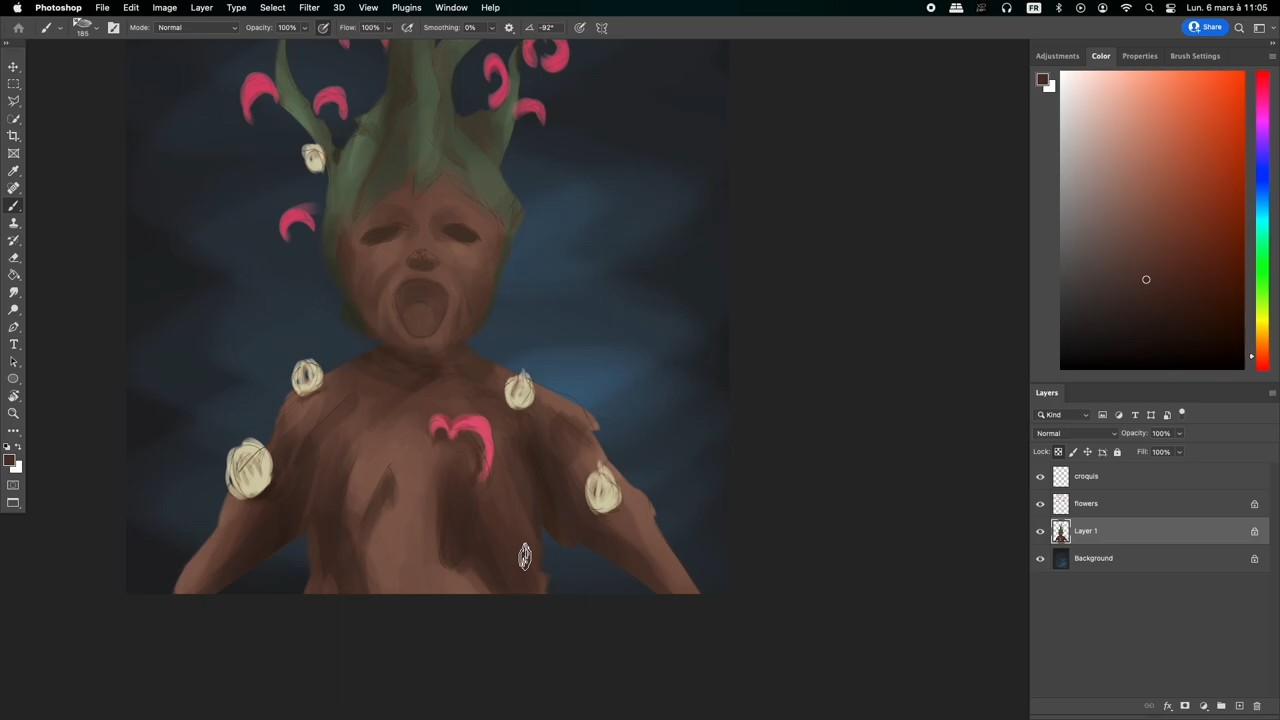 Photoshop File Edit Image Layer Type Select Filter 3D View Plugins Window Help FR Lun. 6 mars à 11:05
185 Mode: Normal Opacity: 100% Flow: 100% Smoothing: 0% -92° Share
Adjustments Color Properties Brush Settings
Layers
Kind
Normal Opacity: 100%
Lock: Fill: 100%
croquis
flowers
Layer 1
Background